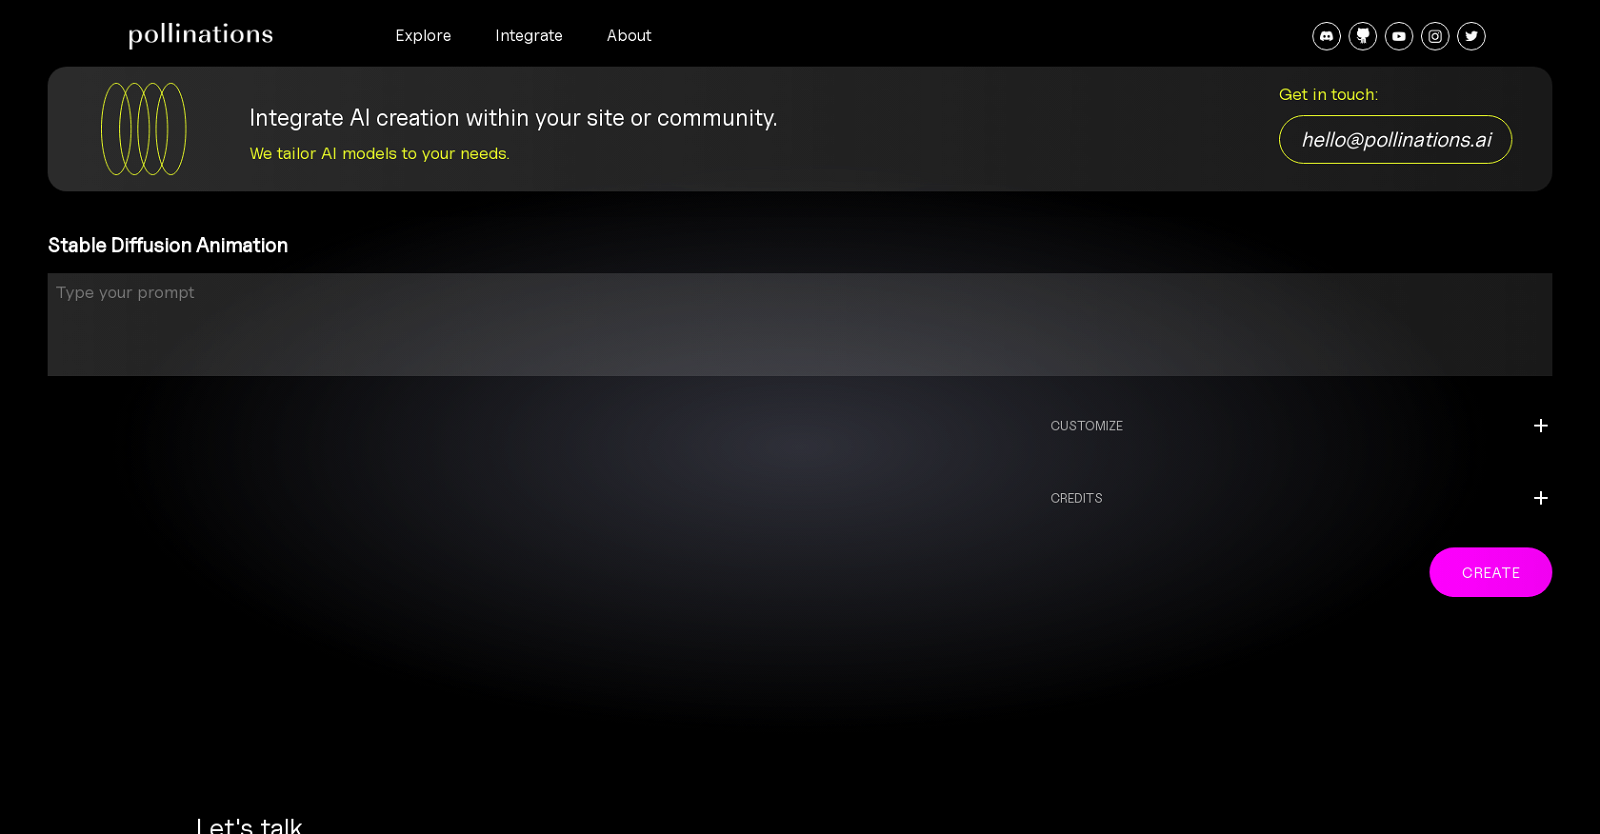 pollinations
Explore
Integrate
About
Get in touch:
Integrate AI creation within your site or community.
hello@pollinations.ai
We tailor AI models to your needs.
Stable Diffusion Animation
Type your prompt
CUSTOMIZE
CREDITS
CREATE
Let's talk